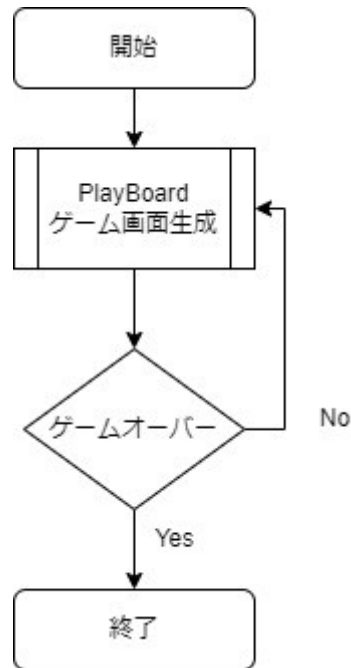 開始
PlayBoard
ゲーム画面生成
ゲームオーバー
No
Yes
終了